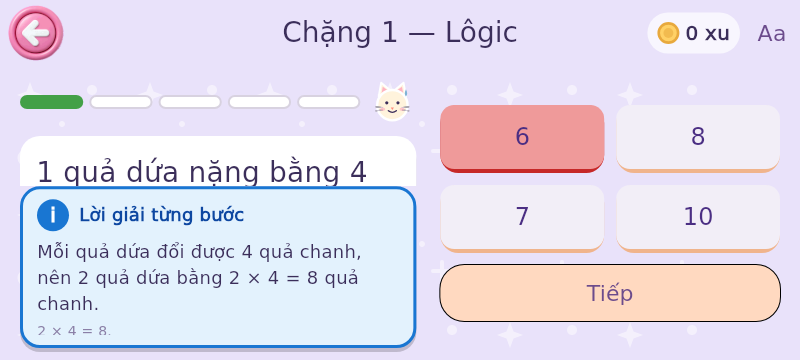 Chặng 1 — Lôgic
0 xu
Aa
1 quả dứa nặng bằng 4
i
Lời giải từng bước
Mỗi quả dứa đổi được 4 quả chanh,
nên 2 quả dứa bằng 2 × 4 = 8 quả
chanh.
2 × 4 = 8.
6
8
7
10
Tiếp